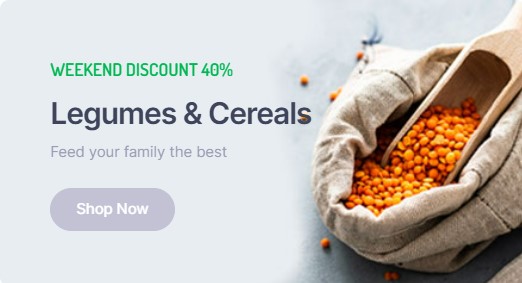 WEEKEND DISCOUNT 40%
Legumes & Cereals
Feed your family the best
Shop Now